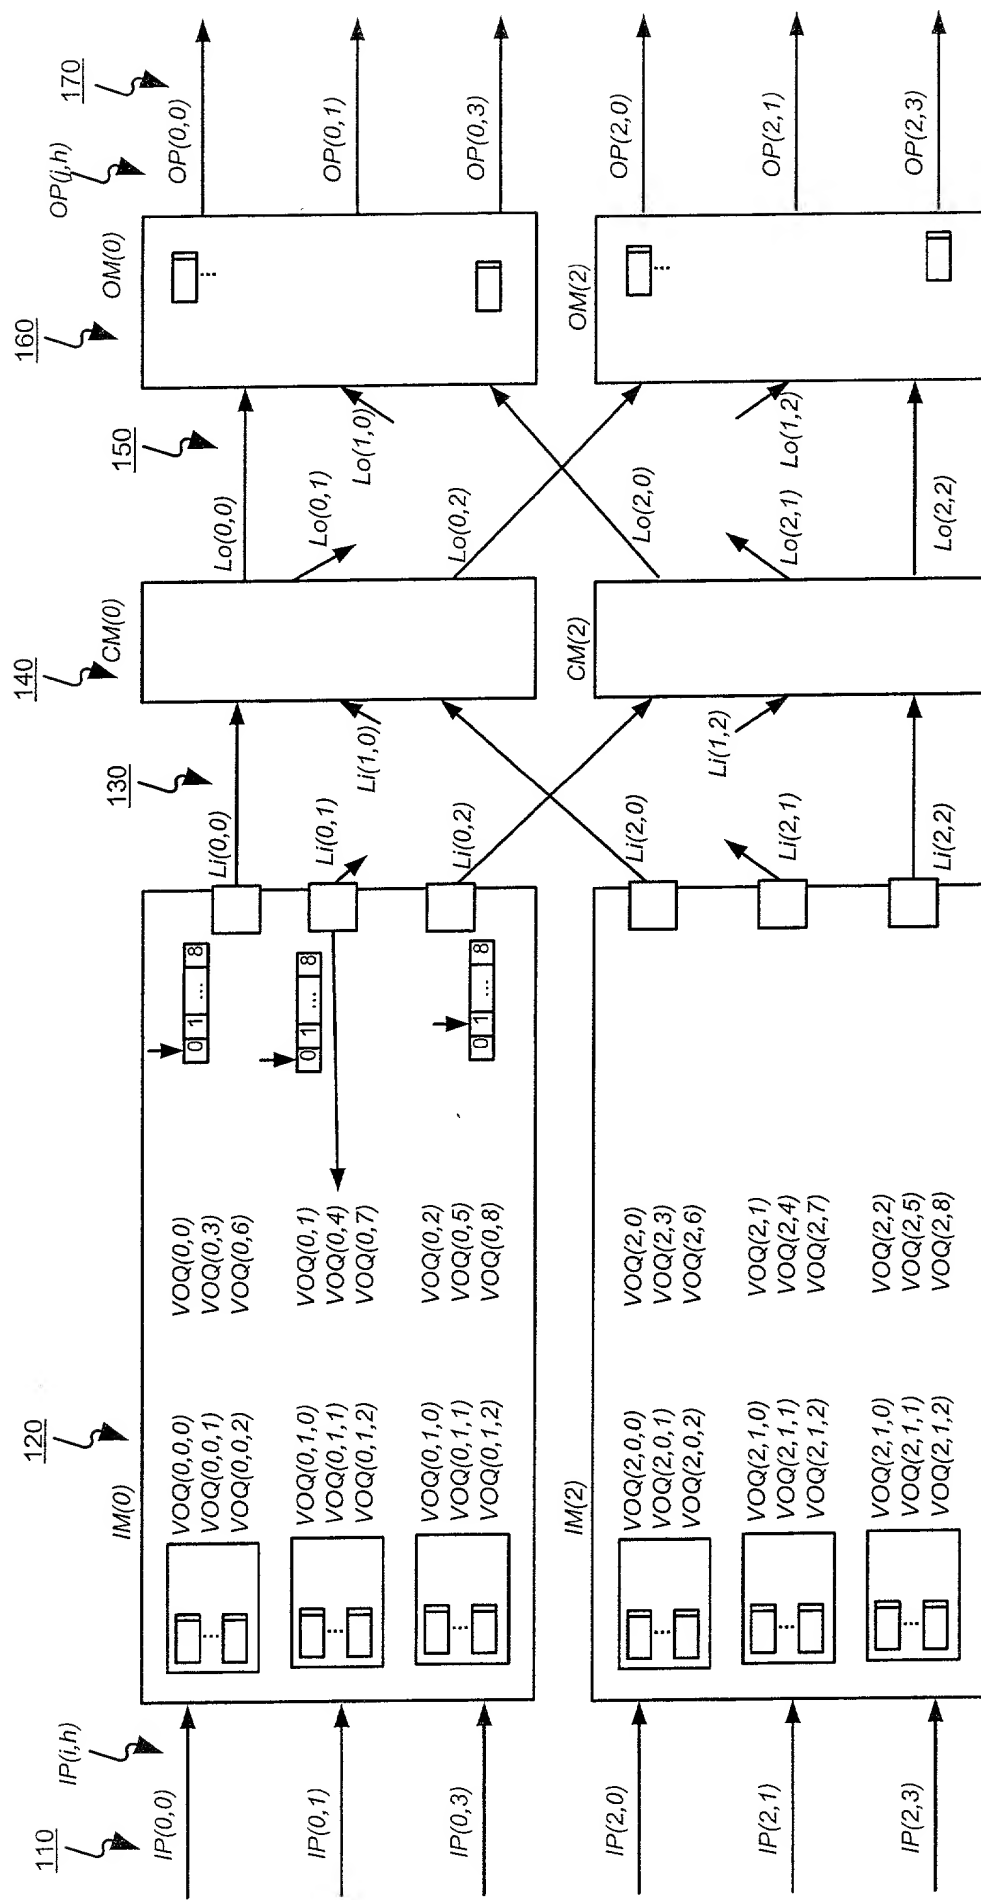 110
IP(i,h)
IP(0,0)
IP(0,1)
IP(0,3)
IP(2,0)
IP(2,1)
IP(2,3)
120
IM(0)
VOQ(0,0,0)
VOQ(0,0,1)
VOQ(0,0,2)
VOQ(0,1,0)
VOQ(0,1,1)
VOQ(0,1,2)
VOQ(0,1,0)
VOQ(0,1,1)
VOQ(0,1,2)
VOQ(0,0)
VOQ(0,3)
VOQ(0,6)
VOQ(0,1)
VOQ(0,4)
VOQ(0,7)
VOQ(0,2)
VOQ(0,5)
VOQ(0,8)
0 1 ... 8
0 1 ... 8
0 1 ... 8
IM(2)
VOQ(2,0,0)
VOQ(2,0,1)
VOQ(2,0,2)
VOQ(2,1,0)
VOQ(2,1,1)
VOQ(2,1,2)
VOQ(2,1,0)
VOQ(2,1,1)
VOQ(2,1,2)
VOQ(2,0)
VOQ(2,3)
VOQ(2,6)
VOQ(2,1)
VOQ(2,4)
VOQ(2,7)
VOQ(2,2)
VOQ(2,5)
VOQ(2,8)
130
Li(0,0)
Li(0,1)
Li(1,0)
Li(0,2)
Li(2,0)
Li(1,2)
Li(2,1)
Li(2,2)
140
CM(0)
CM(2)
150
Lo(0,0)
Lo(0,1)
Lo(1,0)
Lo(0,2)
Lo(2,0)
Lo(2,1)
Lo(1,2)
Lo(2,2)
160
OM(0)
OM(2)
OP(j,h)
170
OP(0,0)
OP(0,1)
OP(0,3)
OP(2,0)
OP(2,1)
OP(2,3)